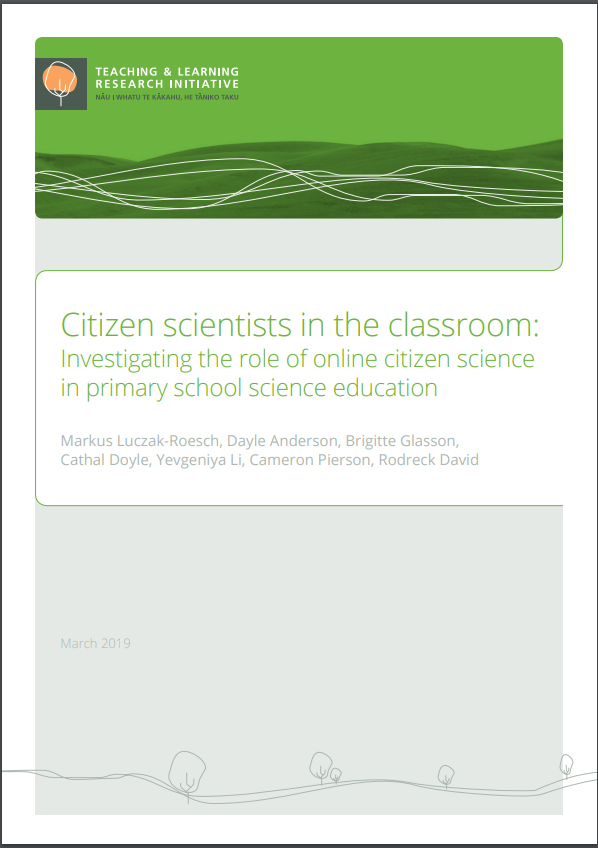 TEACHING & LEARNING
RESEARCH INITIATIVE
NĀU I WHATU TE KĀKAHU, HE TĀNIKO TAKU
Citizen scientists in the classroom:
Investigating the role of online citizen science
in primary school science education
Markus Luczak-Roesch, Dayle Anderson, Brigitte Glasson,
Cathal Doyle, Yevgeniya Li, Cameron Pierson, Rodreck David
March 2019